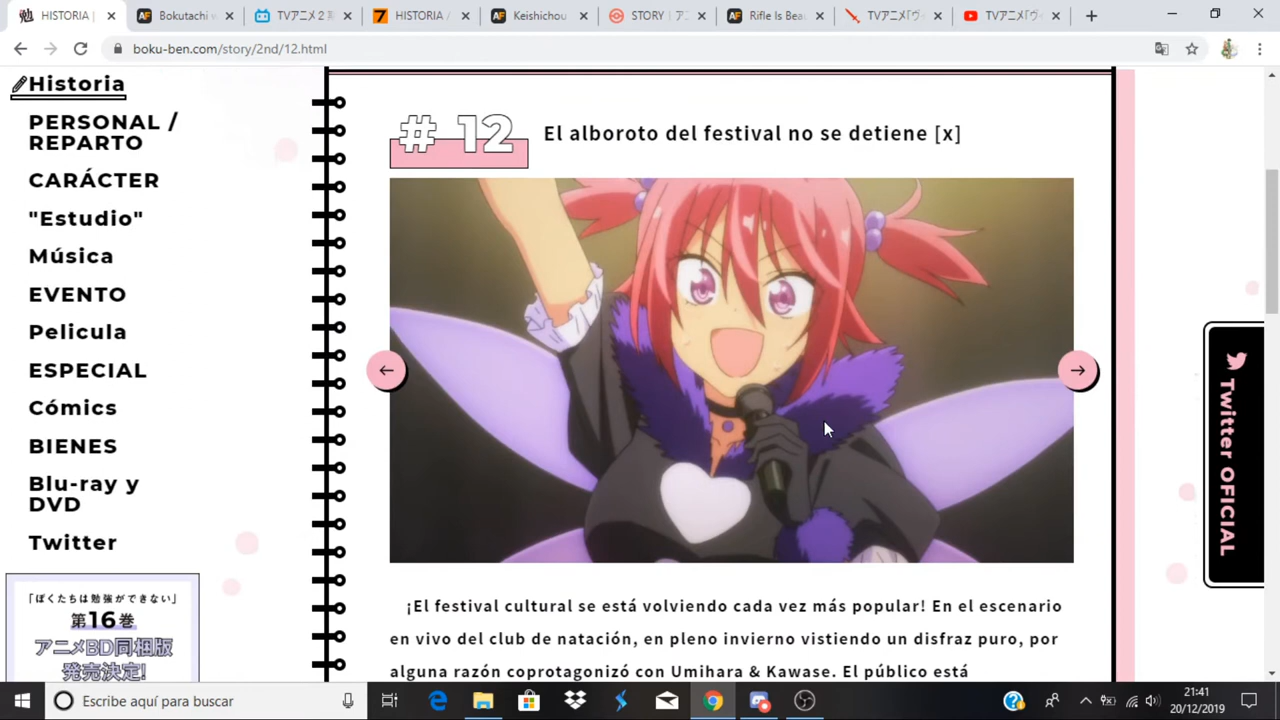 HISTORIA |
Bokutachi w
TVアニメ2期
HISTORIA /
Keishichou
STORY | ア
Rifle Is Beau
TVアニメ「ヴ
TVアニメ「ヴ
boku-ben.com/story/2nd/12.html
Historia
PERSONAL /
REPARTO
CARÁCTER
"Estudio"
Música
EVENTO
Pelicula
ESPECIAL
Cómics
BIENES
Blu-ray y
DVD
Twitter
「ぼくたちは勉強ができない」
第16巻
アニメBD同梱版
発売決定!
# 12
El alboroto del festival no se detiene [x]
¡El festival cultural se está volviendo cada vez más popular! En el escenario
en vivo del club de natación, en pleno invierno vistiendo un disfraz puro, por
alguna razón coprotagonizó con Umihara & Kawase. El público está
Twitter OFICIAL
Escribe aquí para buscar
21:41
20/12/2019